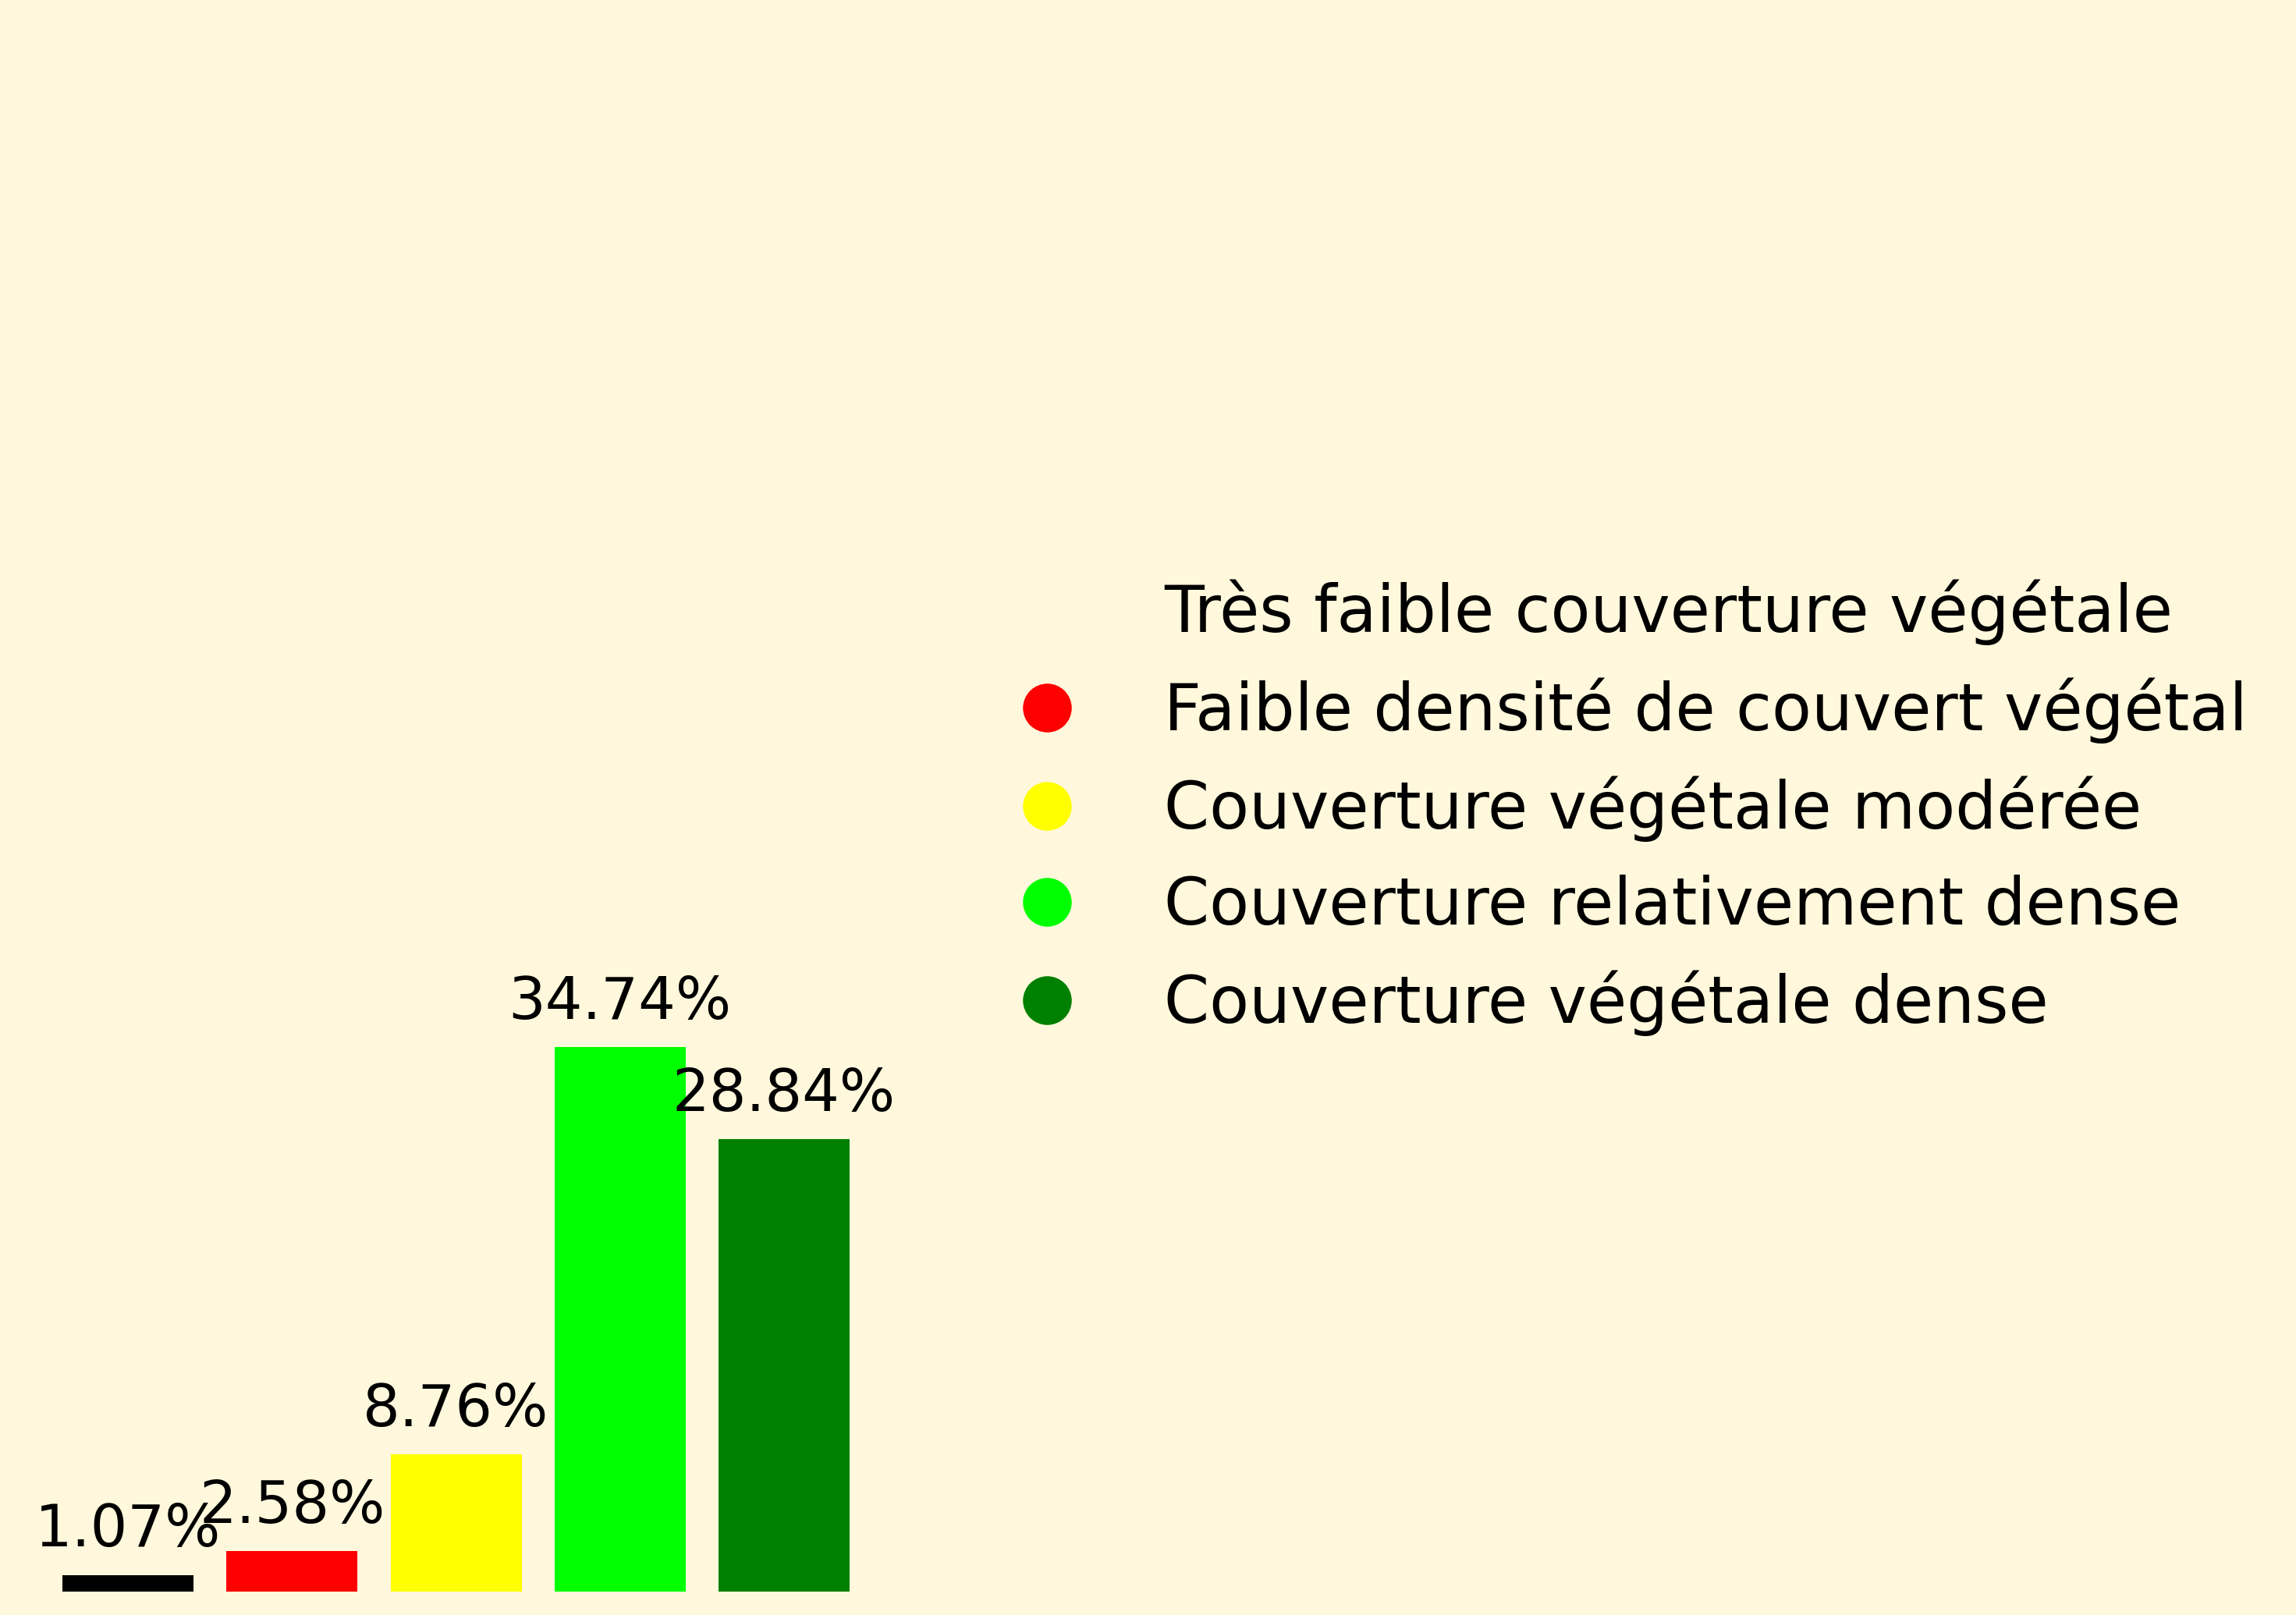 Très faible couverture végétale
Faible densité de couvert végétal
Couverture végétale modérée
Couverture relativement dense
Couverture végétale dense
34.74%
28.84%
8.76%
2.58%
1.07%